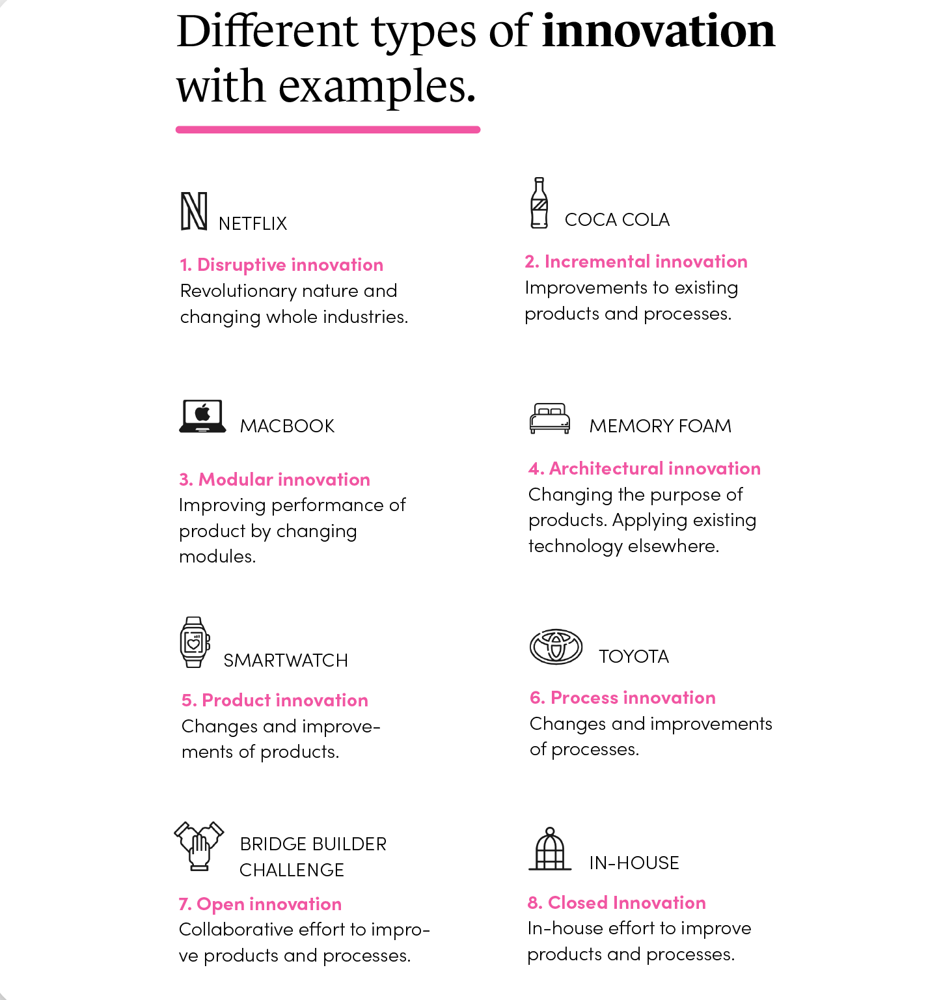 Different types of innovation
with examples.
NETFLIX
1. Disruptive innovation
Revolutionary nature and
changing whole industries.
COCA COLA
2. Incremental innovation
Improvements to existing
products and processes.
MACBOOK
3. Modular innovation
Improving performance of
product by changing
modules.
MEMORY FOAM
4. Architectural innovation
Changing the purpose of
products. Applying existing
technology elsewhere.
SMARTWATCH
5. Product innovation
Changes and improve-
ments of products.
TOYOTA
6. Process innovation
Changes and improvements
of processes.
BRIDGE BUILDER
CHALLENGE
7. Open innovation
Collaborative effort to impro-
ve products and processes.
IN-HOUSE
8. Closed Innovation
In-house effort to improve
products and processes.